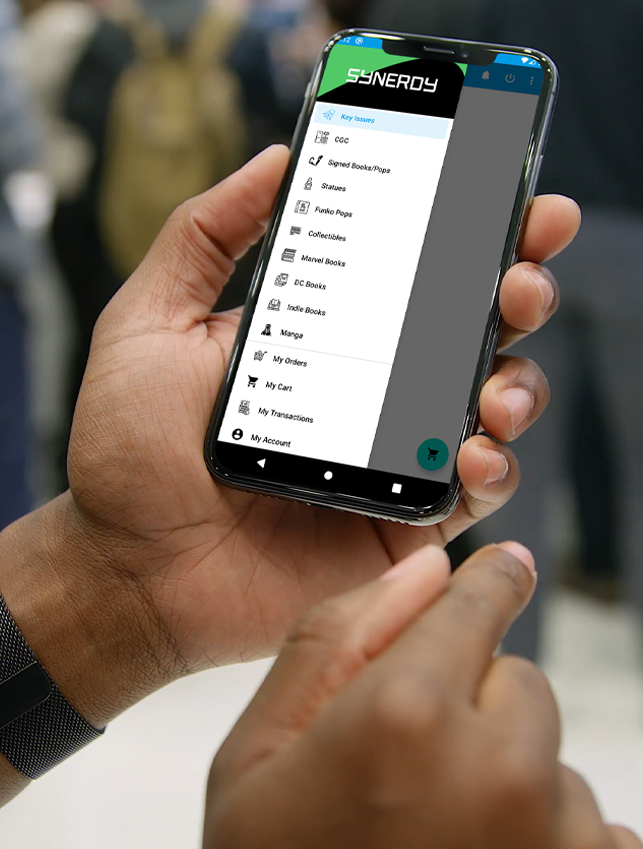 SYNERDY
Key Issues
CGC
Signed Books/Pops
Statues
Funko Pops
Collectibles
Marvel Books
DC Books
Indie Books
Manga
My Orders
My Cart
My Transactions
My Account